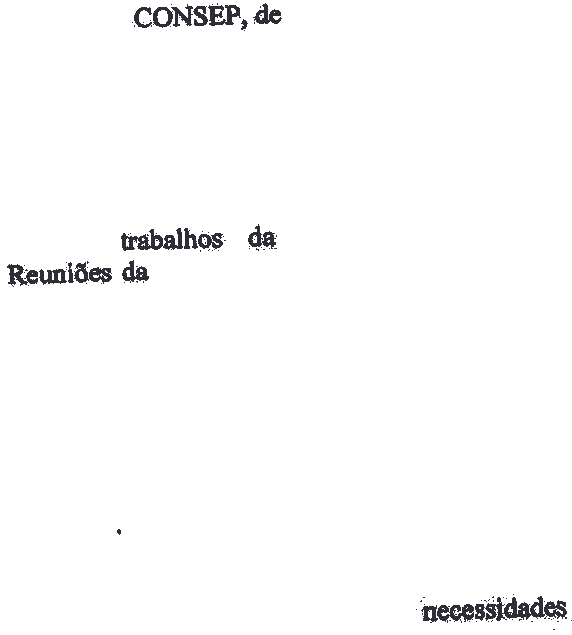 CONSEP, de
trabalhos da
Reuniões da
necessidades